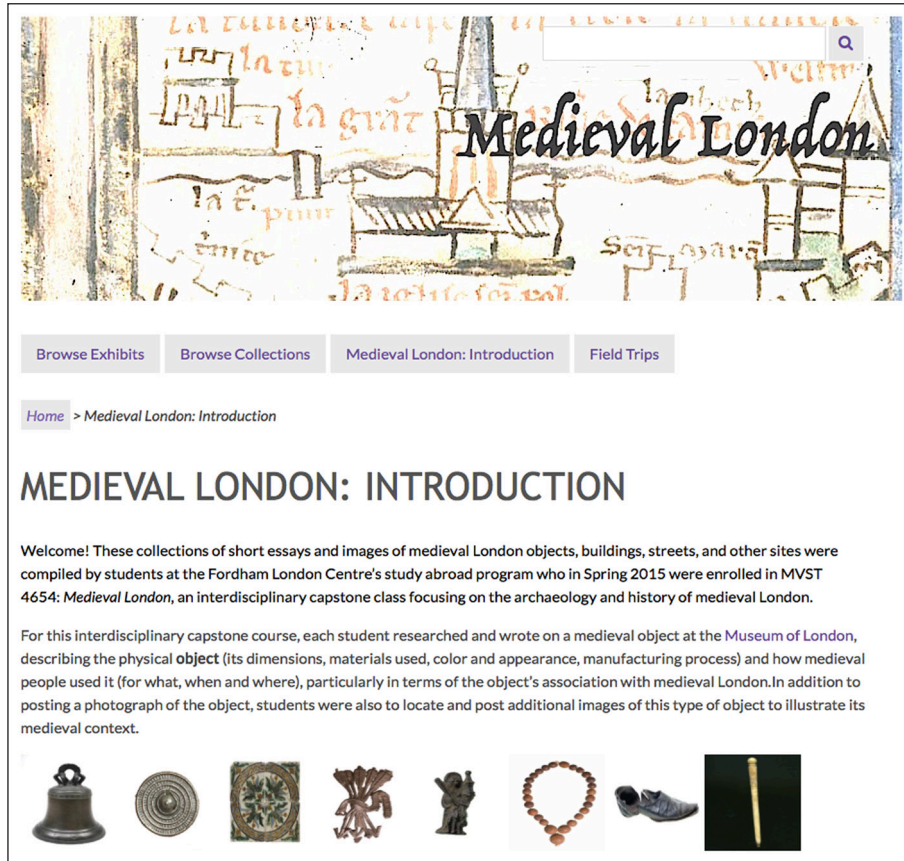 la tu
Weltm
la grāt
Medieval London
la t̄.
Browse Exhibits
Browse Collections
Medieval London: Introduction
Field Trips
Home > Medieval London: Introduction
MEDIEVAL LONDON: INTRODUCTION
Welcome! These collections of short essays and images of medieval London objects, buildings, streets, and other sites were
compiled by students at the Fordham London Centre's study abroad program who in Spring 2015 were enrolled in MVST
4654: Medieval London, an interdisciplinary capstone class focusing on the archaeology and history of medieval London.
For this interdisciplinary capstone course, each student researched and wrote on a medieval object at the Museum of London,
describing the physical object (its dimensions, materials used, color and appearance, manufacturing process) and how medieval
people used it (for what, when and where), particularly in terms of the object's association with medieval London.In addition to
posting a photograph of the object, students were also to locate and post additional images of this type of object to illustrate its
medieval context.